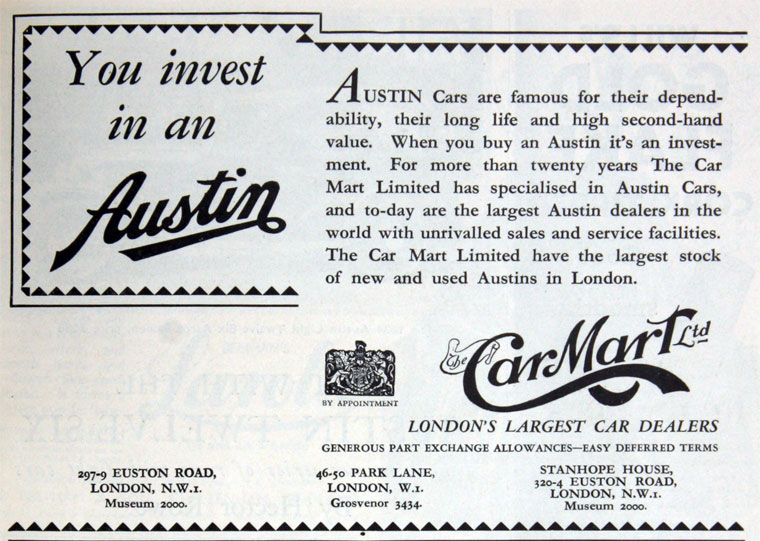 You invest
in an
Austin
AUSTIN Cars are famous for their depend-
ability, their long life and high second-hand
value. When you buy an Austin it's an invest-
ment. For more than twenty years The Car
Mart Limited has specialised in Austin Cars,
and to-day are the largest Austin dealers in the
world with unrivalled sales and service facilities.
The Car Mart Limited have the largest stock
of new and used Austins in London.
BY APPOINTMENT
The Car Mart Ltd
LONDON'S LARGEST CAR DEALERS
GENEROUS PART EXCHANGE ALLOWANCES—EASY DEFERRED TERMS
297-9 EUSTON ROAD,
LONDON, N.W.1.
Museum 2000.
46-50 PARK LANE,
LONDON, W.1.
Grosvenor 3434.
STANHOPE HOUSE,
320-4 EUSTON ROAD,
LONDON, N.W.1.
Museum 2000.